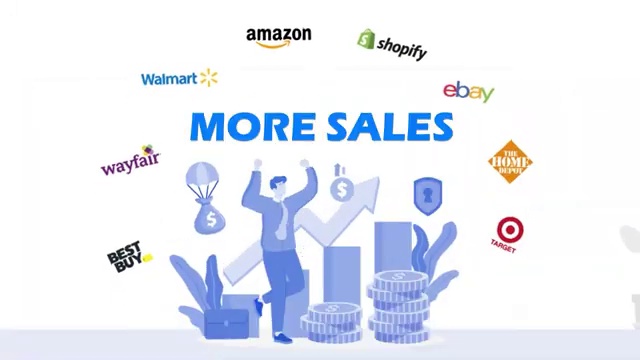 amazon
shopify
Walmart
ebay
MORE SALES
wayfair
THE
HOME
DEPOT
$
$
BEST
BUY
TARGET
$
$